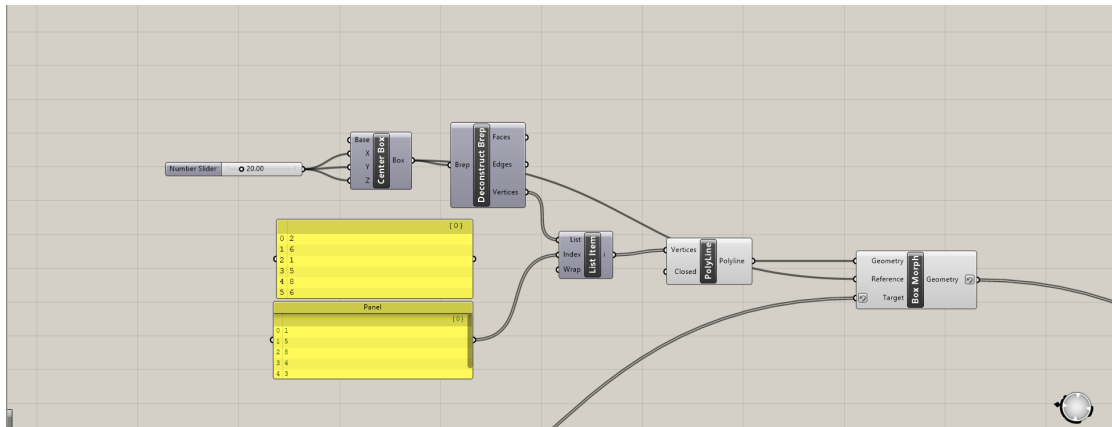 Number Slider
20.00
Base
X
Y
Z
Center Box
Box
Brep
Deconstruct Brep
Faces
Edges
Vertices
{0}
0 2
1 6
2 1
3 5
4 8
5 6
Panel
{0}
0 1
1 5
2 8
3 4
4 3
List
Index
Wrap
List Item
i
Vertices
Closed
PolyLine
Polyline
Geometry
Reference
Target
Box Morph
Geometry